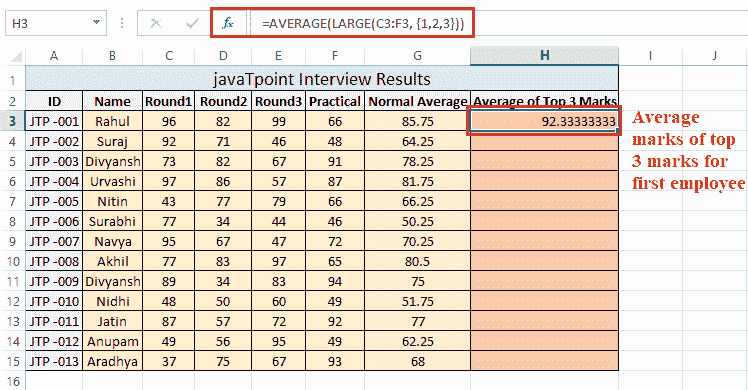 H3 fx =AVERAGE(LARGE(C3:F3, {1,2,3}))
A B C D E F G H I J
1 javaTpoint Interview Results
2 ID Name Round1 Round2 Round3 Practical Normal Average Average of Top 3 Marks
3 JTP -001 Rahul 96 82 99 66 85.75 92.33333333
4 JTP -002 Suraj 92 71 46 48 64.25
5 JTP -003 Divyansh 73 82 67 91 78.25
6 JTP -004 Urvashi 97 86 57 87 81.75
7 JTP -005 Nitin 43 77 79 66 66.25
8 JTP -006 Surabhi 77 34 44 46 50.25
9 JTP -007 Navya 95 67 47 72 70.25
10 JTP -008 Akhil 77 83 97 65 80.5
11 JTP -009 Divyansh 89 34 83 94 75
12 JTP -010 Nidhi 48 50 60 49 51.75
13 JTP -011 Jatin 87 57 72 92 77
14 JTP -012 Anupam 49 56 95 49 62.25
15 JTP -013 Aradhya 37 75 67 93 68
16
Average
marks of top
3 marks for
first employee